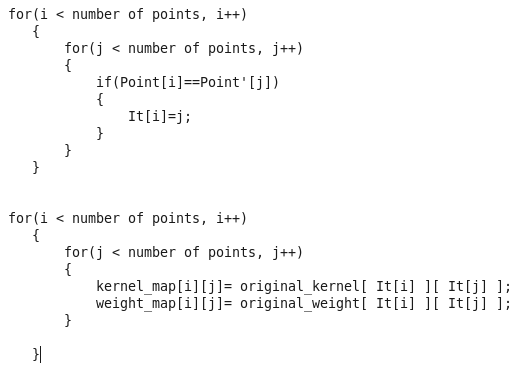 for(i < number of points, i++)
{
for(j < number of points, j++)
{
if(Point[i]==Point'[j])
{
It[i]=j;
}
}
}
for(i < number of points, i++)
{
for(j < number of points, j++)
{
kernel_map[i][j]= original_kernel[ It[i] ][ It[j] ];
weight_map[i][j]= original_weight[ It[i] ][ It[j] ];
}
}